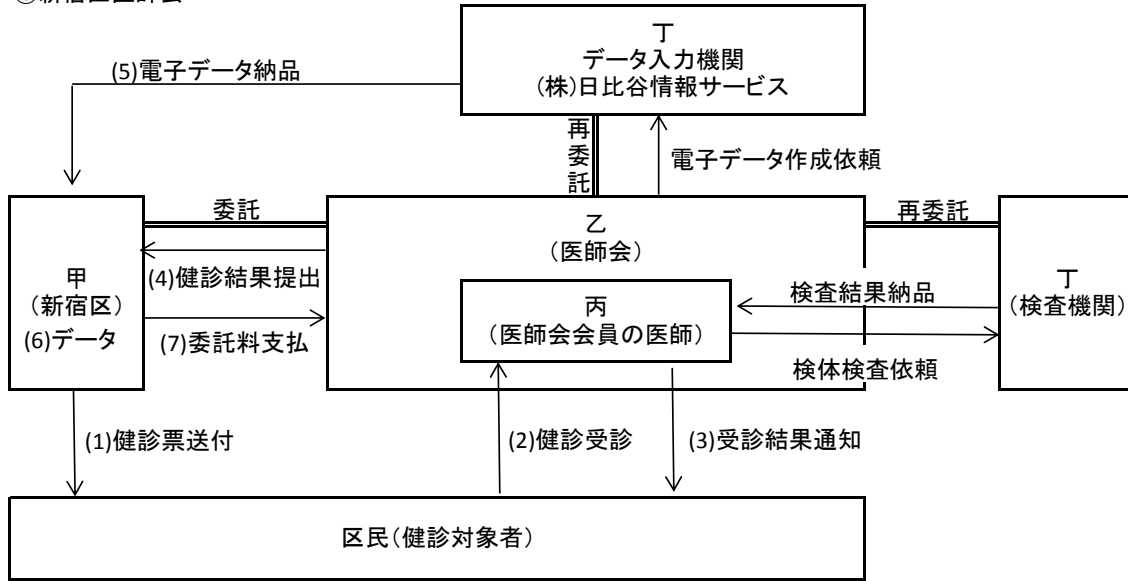 丁
データ入力機関
(株)日比谷情報サービス
(5)電子データ納品
再委託
電子データ作成依頼
委託
再委託
乙
(医師会)
甲
(新宿区)
(6)データ
(4)健診結果提出
(7)委託料支払
丙
(医師会会員の医師)
検査結果納品
検体検査依頼
丁
(検査機関)
(1)健診票送付
(2)健診受診
(3)受診結果通知
区民(健診対象者)